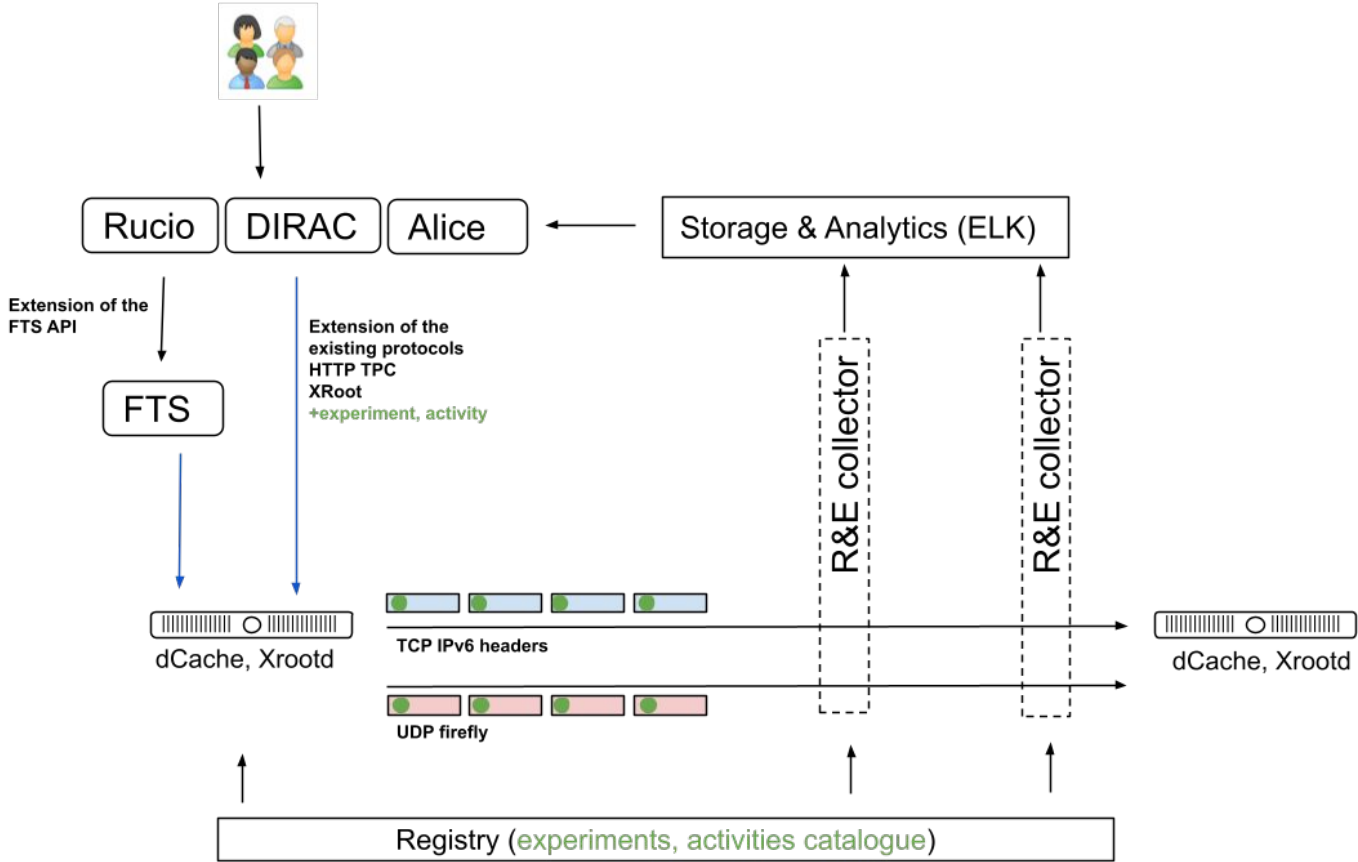 Rucio
DIRAC
Alice
Storage & Analytics (ELK)
Extension of the
FTS API
Extension of the
existing protocols
HTTP TPC
XRoot
+experiment, activity
FTS
R&E collector
R&E collector
TCP IPv6 headers
dCache, Xrootd
dCache, Xrootd
UDP firefly
Registry (experiments, activities catalogue)